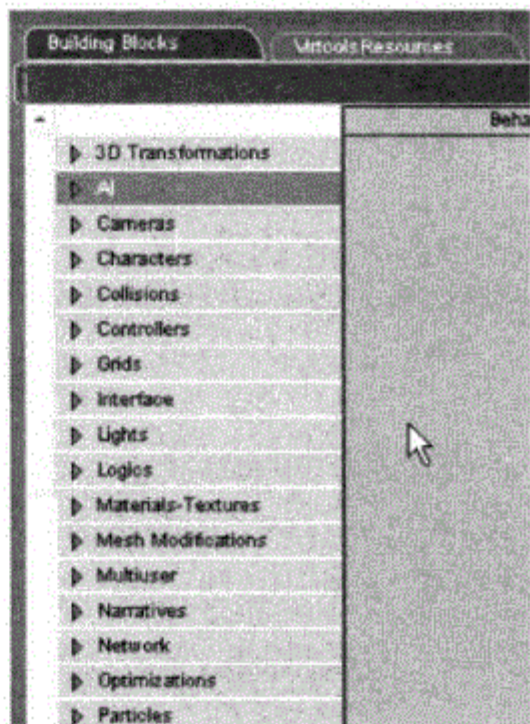 Building Blocks Virtools Resources
Beha
3D Transformations
AI
Cameras
Characters
Collisions
Controllers
Grids
Interface
Lights
Logics
Materials-Textures
Mesh Modifications
Multiuser
Narratives
Network
Optimizations
Particles